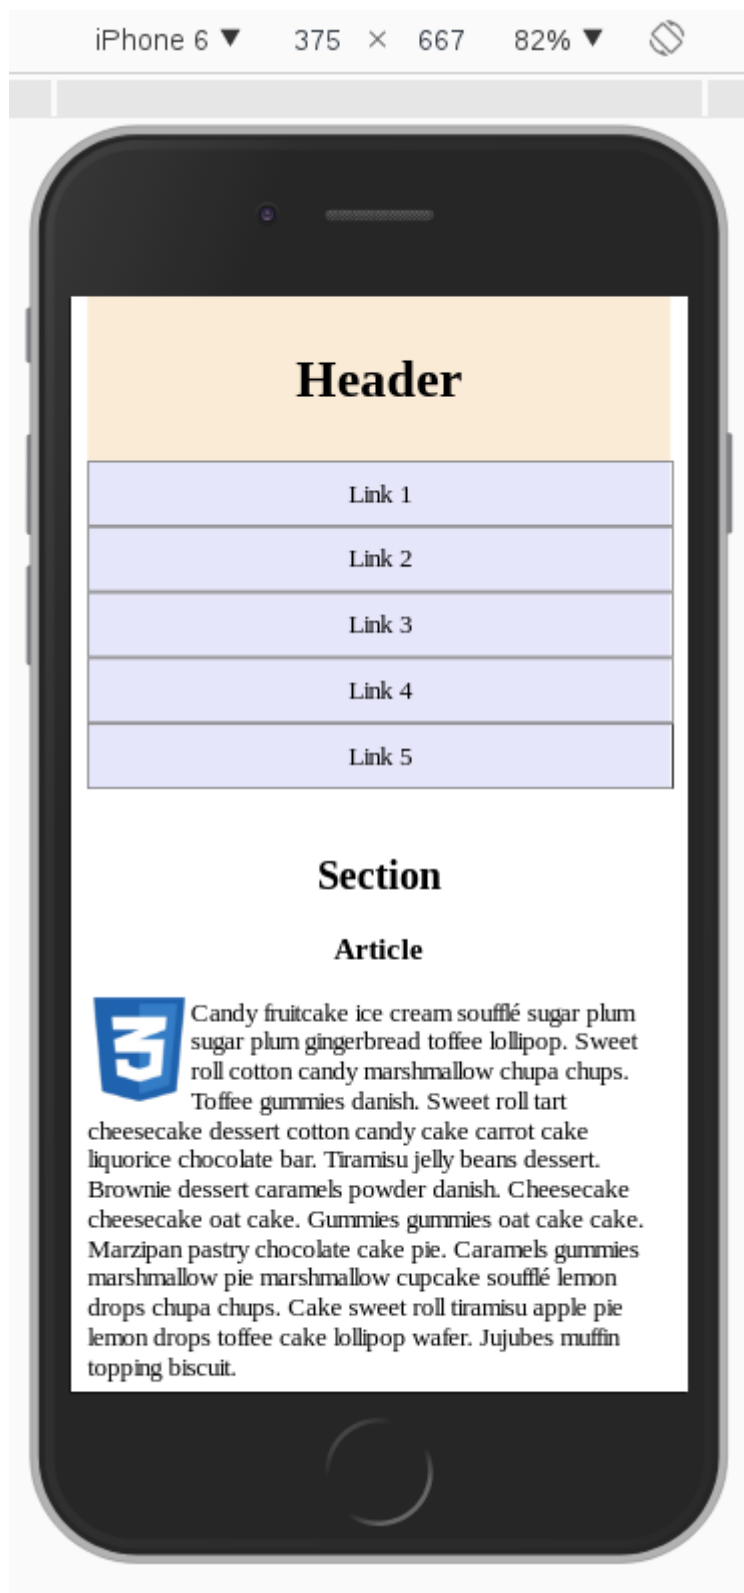 iPhone 6 ▼ 375 × 667 82% ▼
Header
Link 1
Link 2
Link 3
Link 4
Link 5
Section
Article
3
Candy fruitcake ice cream soufflé sugar plum
sugar plum gingerbread toffee lollipop. Sweet
roll cotton candy marshmallow chupa chups.
Toffee gummies danish. Sweet roll tart
cheesecake dessert cotton candy cake carrot cake
liquorice chocolate bar. Tiramisu jelly beans dessert.
Brownie dessert caramels powder danish. Cheesecake
cheesecake oat cake. Gummies gummies oat cake cake.
Marzipan pastry chocolate cake pie. Caramels gummies
marshmallow pie marshmallow cupcake soufflé lemon
drops chupa chups. Cake sweet roll tiramisu apple pie
lemon drops toffee cake lollipop wafer. Jujubes muffin
topping biscuit.